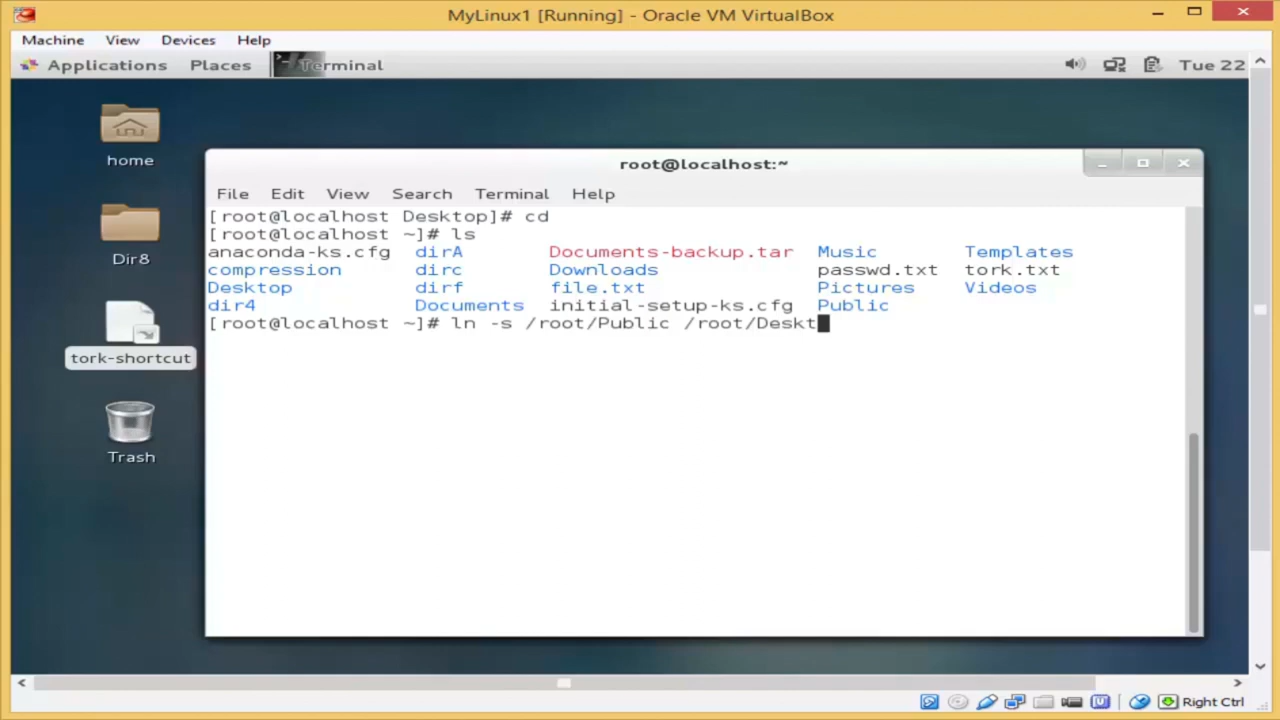 MyLinux1 [Running] - Oracle VM VirtualBox
Machine View Devices Help
Applications Places Terminal Tue 22
home
Dir8
tork-shortcut
Trash
root@localhost:~
File Edit View Search Terminal Help
[root@localhost Desktop]# cd
[root@localhost ~]# ls
anaconda-ks.cfg dirA Documents-backup.tar Music Templates
compression dirc Downloads passwd.txt tork.txt
Desktop dirf file.txt Pictures Videos
dir4 Documents initial-setup-ks.cfg Public
[root@localhost ~]# ln -s /root/Public /root/Deskt
Right Ctrl